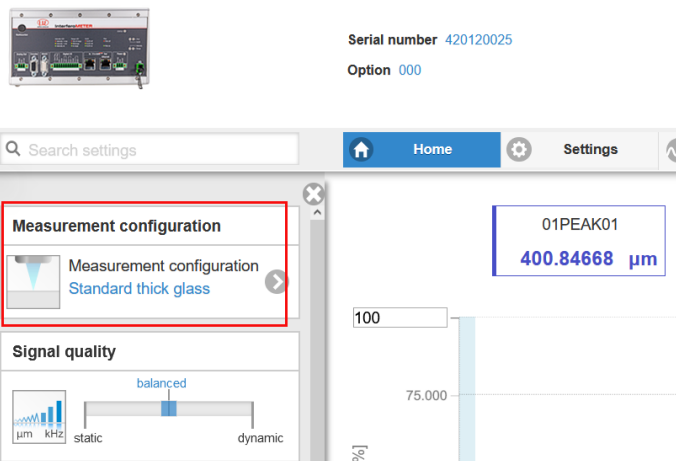 interferoMETER
Serial number 420120025
Option 000
Search settings
Home
Settings
Measurement configuration
Measurement configuration
Standard thick glass
Signal quality
balanced
µm kHz
static
dynamic
01PEAK01
400.84668 µm
100
75.000
%]